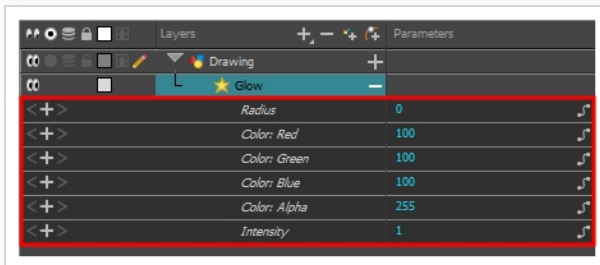 Layers Parameters
Drawing
Glow
Radius 0
Color: Red 100
Color: Green 100
Color: Blue 100
Color: Alpha 255
Intensity 1